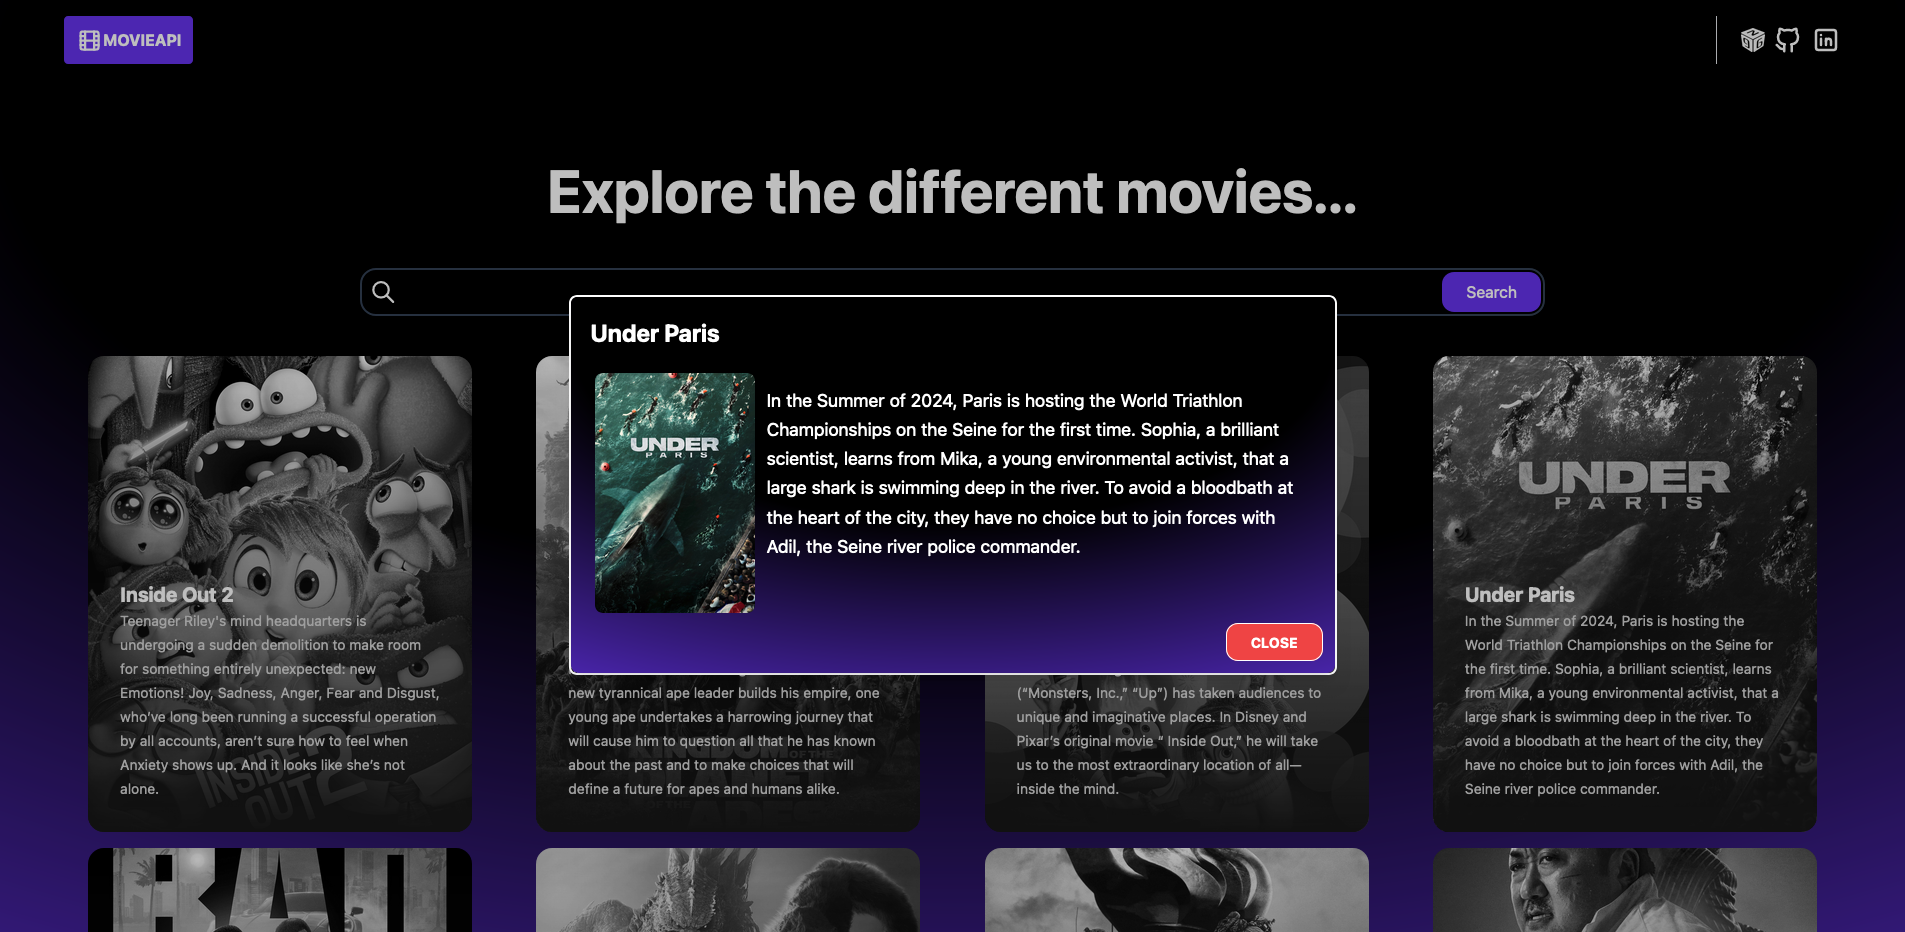 MOVIEAPI
Explore the different movies...
Search
Under Paris
In the Summer of 2024, Paris is hosting the World Triathlon
Championships on the Seine for the first time. Sophia, a brilliant
scientist, learns from Mika, a young environmental activist, that a
large shark is swimming deep in the river. To avoid a bloodbath at
the heart of the city, they have no choice but to join forces with
Adil, the Seine river police commander.
UNDER
PARIS
CLOSE
Inside Out 2
Teenager Riley's mind headquarters is
undergoing a sudden demolition to make room
for something entirely unexpected: new
Emotions! Joy, Sadness, Anger, Fear and Disgust,
who’ve long been running a successful operation
by all accounts, aren’t sure how to feel when
Anxiety shows up. And it looks like she’s not
alone.
INSIDE
OUT 2
new tyrannical ape leader builds his empire, one
young ape undertakes a harrowing journey that
will cause him to question all that he has known
about the past and to make choices that will
define a future for apes and humans alike.
(“Monsters, Inc.,” “Up”) has taken audiences to
unique and imaginative places. In Disney and
Pixar’s original movie “ Inside Out,” he will take
us to the most extraordinary location of all—
inside the mind.
UNDER
PARIS
Under Paris
In the Summer of 2024, Paris is hosting the
World Triathlon Championships on the Seine for
the first time. Sophia, a brilliant scientist, learns
from Mika, a young environmental activist, that a
large shark is swimming deep in the river. To
avoid a bloodbath at the heart of the city, they
have no choice but to join forces with Adil, the
Seine river police commander.
BAD